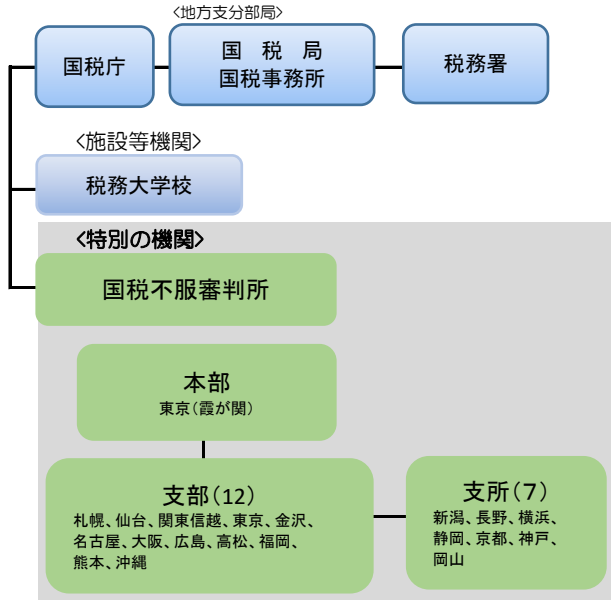 〈地方支分部局〉
国税庁
国　税　局
国税事務所
税務署
〈施設等機関〉
税務大学校
〈特別の機関〉
国税不服審判所
本部
東京(霞が関)
支部(12)
札幌、仙台、関東信越、東京、金沢、
名古屋、大阪、広島、高松、福岡、
熊本、沖縄
支所(7)
新潟、長野、横浜、
静岡、京都、神戸、
岡山